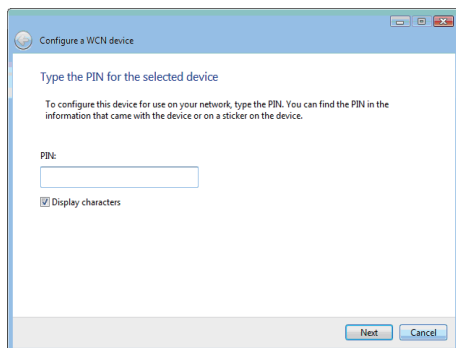 Configure a WCN device
Type the PIN for the selected device
To configure this device for use on your network, type the PIN. You can find the PIN in the
information that came with the device or on a sticker on the device.
PIN:
Display characters
Next Cancel